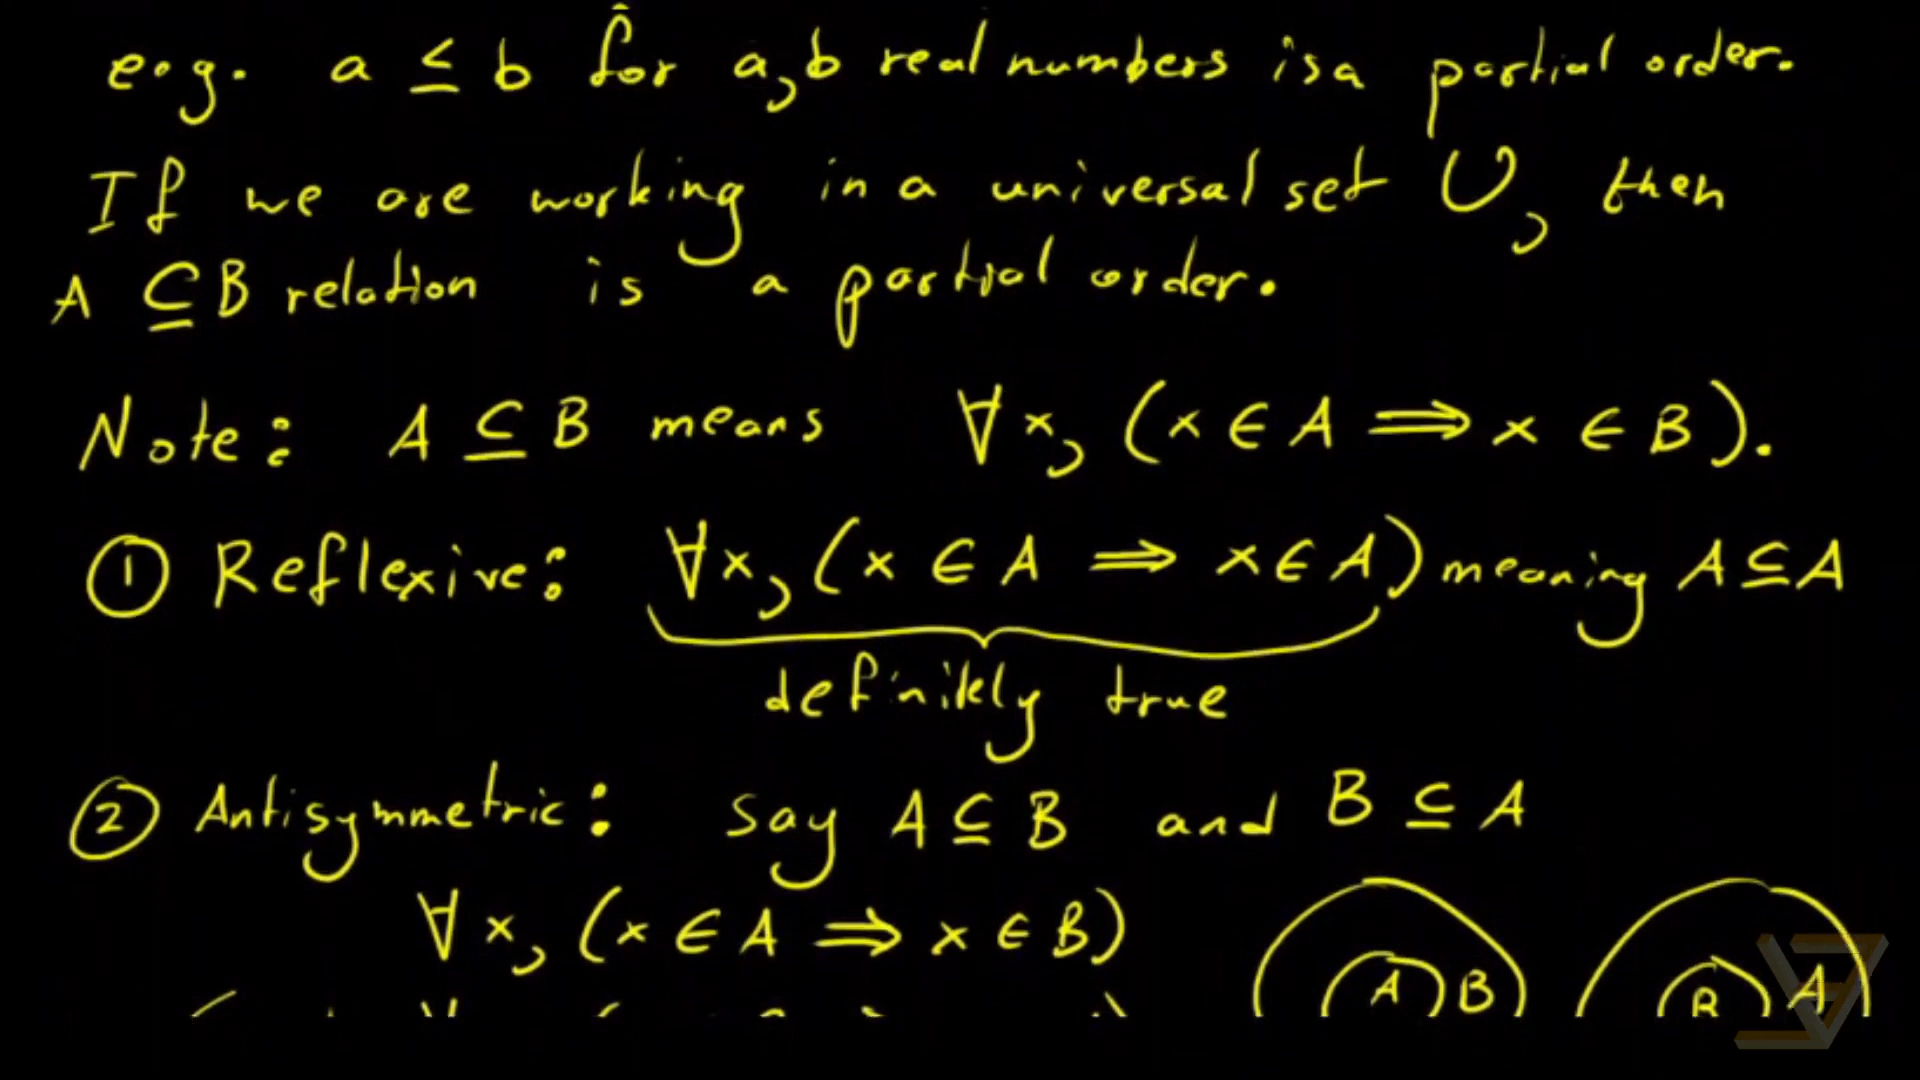 e.g. a ≤ b for a, b real numbers is a partial order.
If we are working in a universal set U, then
A ⊆ B relation is a partial order.
Note: A ⊆ B means ∀x, (x ∈ A ⟹ x ∈ B).
① Reflexive: ∀x, (x ∈ A ⟹ x ∈ A) meaning A ⊆ A
definitely true
② Antisymmetric: say A ⊆ B and B ⊆ A
∀x, (x ∈ A ⟹ x ∈ B)
A B B A